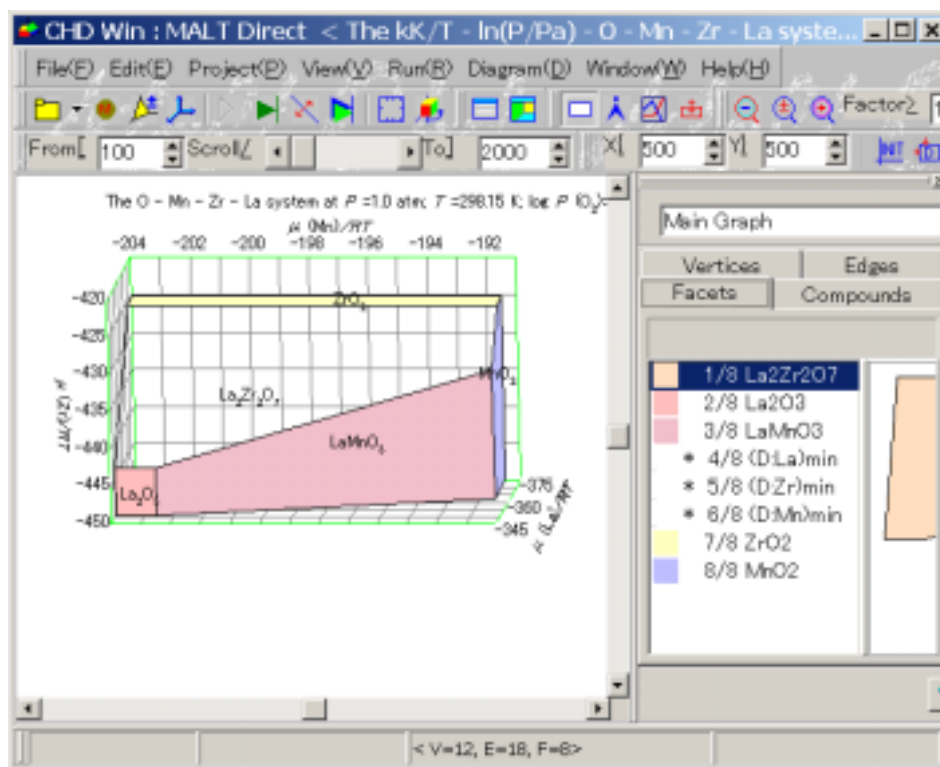 CHD Win : MALT Direct < The kK/T - ln(P/Pa) - O - Mn - Zr - La syste...
File(F) Edit(E) Project(P) View(V) Run(R) Diagram(D) Window(W) Help(H)
Factor≥
From[ 100 Scroll∠ To] 2000 X[ 500 Y[ 500 INIT
The O - Mn - Zr - La system at P =1.0 atm; T =298.15 K; log P (O₂)=
μ (Mn)/RT
-204 -202 -200 -198 -196 -194 -192
-420
-425
-430
-435
-440
-445
-450
ZrO₂
MnO₂
La₂Zr₂O₇
LaMnO₃
La₂O₃
μ (Zr)/RT
-375
-360
-345
μ (La)/RT
Main Graph
Vertices Edges
Facets Compounds
1/8 La2Zr2O7
2/8 La2O3
3/8 LaMnO3
* 4/8 (D:La)min
* 5/8 (D:Zr)min
* 6/8 (D:Mn)min
7/8 ZrO2
8/8 MnO2
< V=12, E=18, F=8>